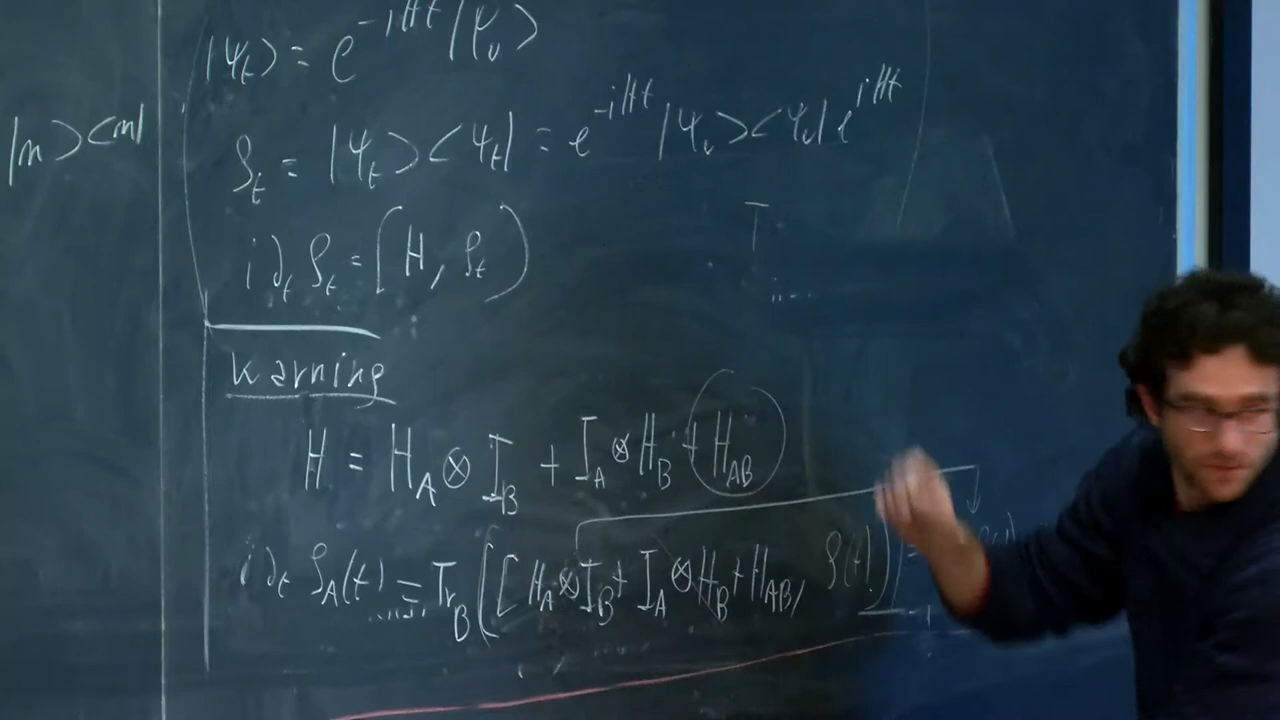 |ψ_t> = e^{-iHt} |ψ_0>
|n><m|
ρ_t = |ψ_t><ψ_t| = e^{-iHt} |ψ_0><ψ_0| e^{iHt}
i∂_t ρ_t = [H, ρ_t]
Warning
H = H_A ⊗ I_B + I_A ⊗ H_B + H_AB
i∂_t ρ_A(t) = Tr_B ([H_A ⊗ I_B + I_A ⊗ H_B + H_AB, ρ(t)]) =